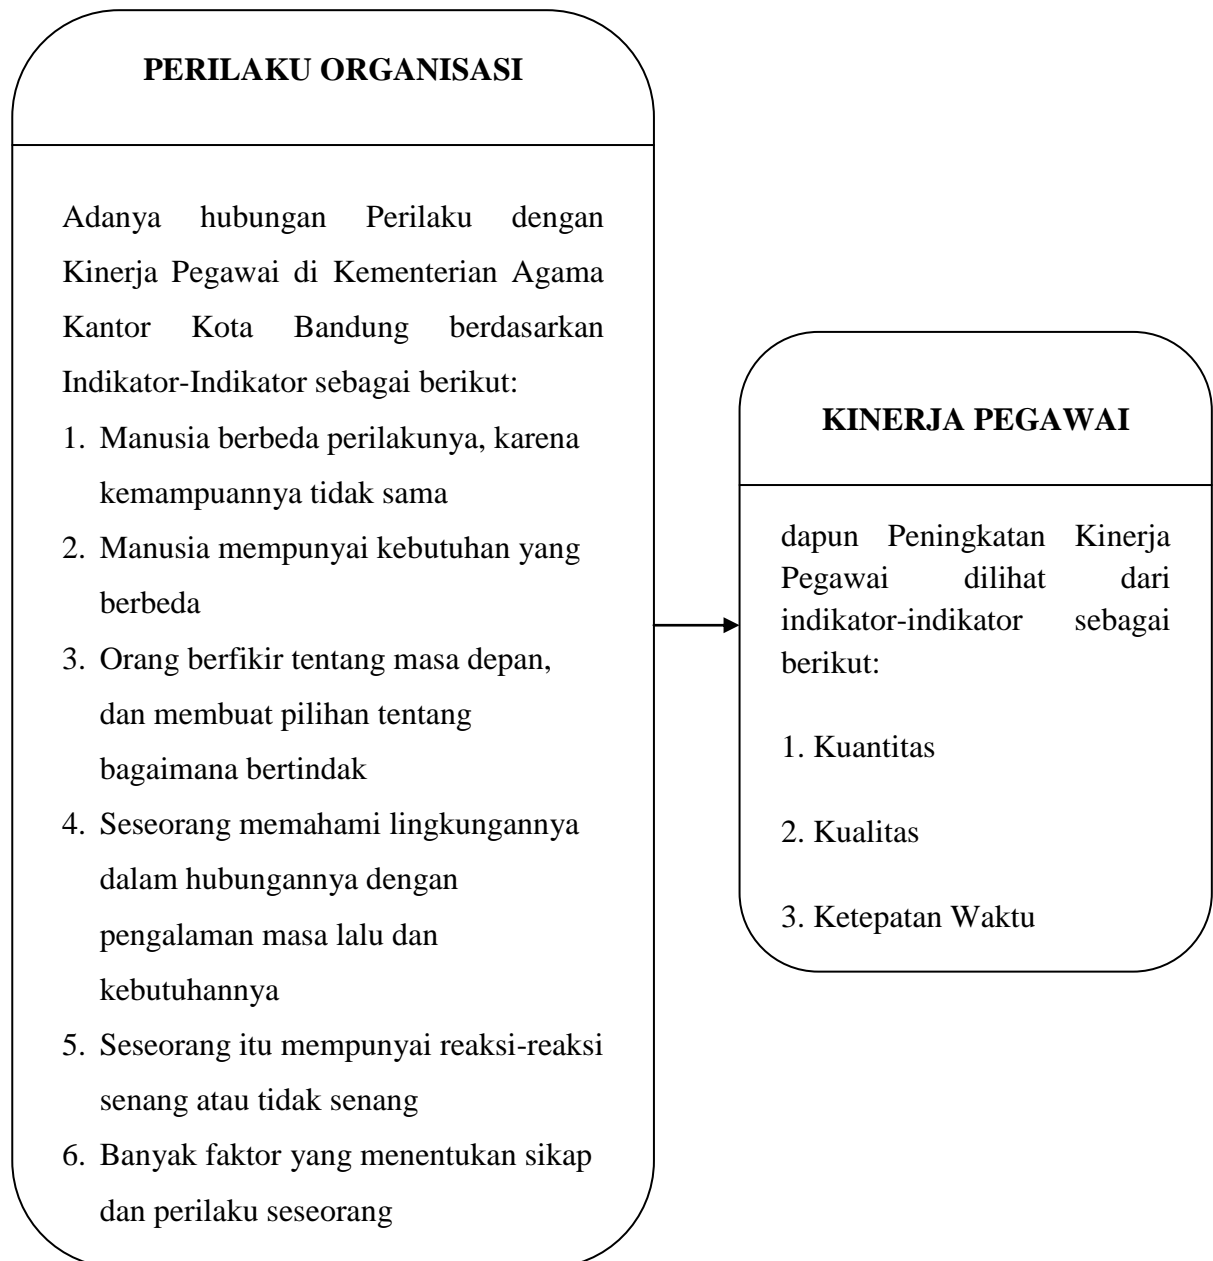 PERILAKU ORGANISASI
Adanya hubungan Perilaku dengan
Kinerja Pegawai di Kementerian Agama
Kantor Kota Bandung berdasarkan
Indikator-Indikator sebagai berikut:
1. Manusia berbeda perilakunya, karena
kemampuannya tidak sama
2. Manusia mempunyai kebutuhan yang
berbeda
3. Orang berfikir tentang masa depan,
dan membuat pilihan tentang
bagaimana bertindak
4. Seseorang memahami lingkungannya
dalam hubungannya dengan
pengalaman masa lalu dan
kebutuhannya
5. Seseorang itu mempunyai reaksi-reaksi
senang atau tidak senang
6. Banyak faktor yang menentukan sikap
dan perilaku seseorang
KINERJA PEGAWAI
dapun Peningkatan Kinerja
Pegawai dilihat dari
indikator-indikator sebagai
berikut:
1. Kuantitas
2. Kualitas
3. Ketepatan Waktu